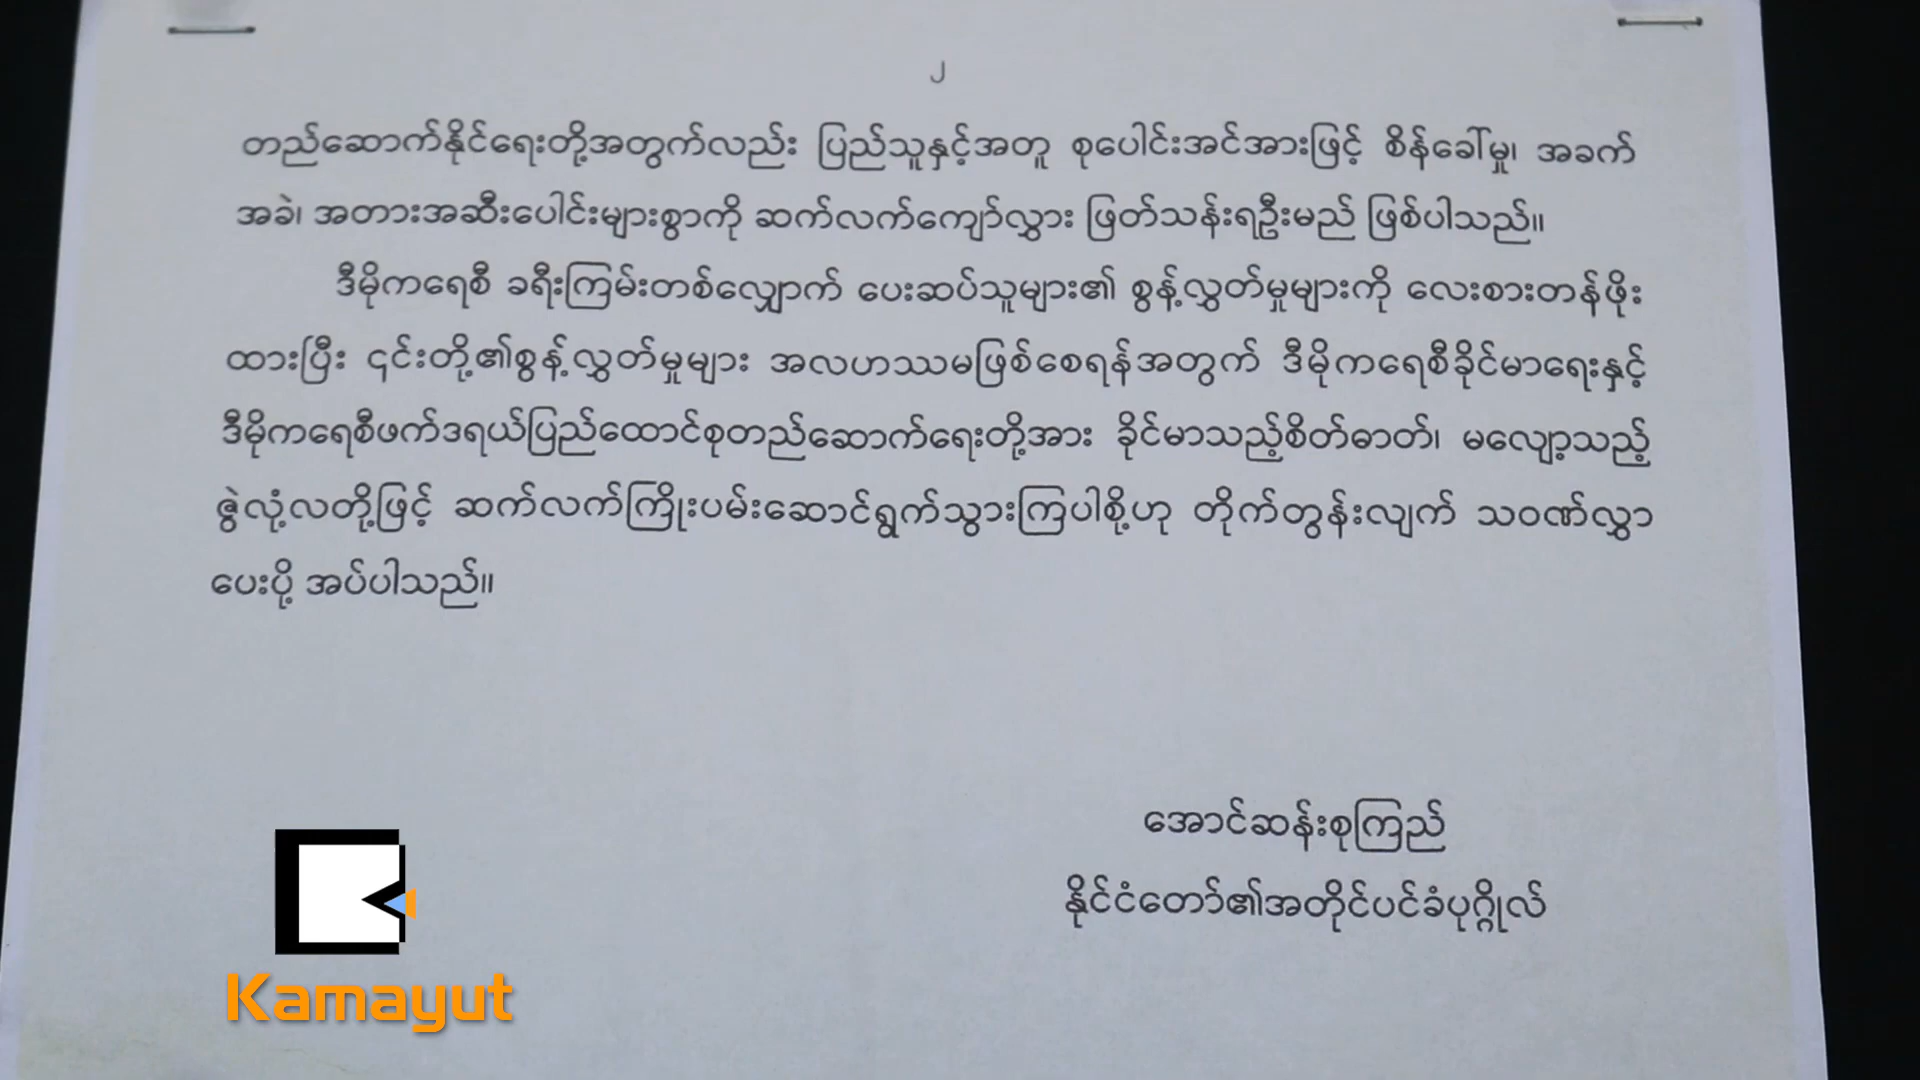 ၂
တည်ဆောက်နိုင်ရေးတို့အတွက်လည်း ပြည်သူနှင့်အတူ စုပေါင်းအင်အားဖြင့် စိန်ခေါ်မှု၊ အခက်
အခဲ၊ အတားအဆီးပေါင်းများစွာကို ဆက်လက်ကျော်လွှား ဖြတ်သန်းရဦးမည် ဖြစ်ပါသည်။
ဒီမိုကရေစီ ခရီးကြမ်းတစ်လျှောက် ပေးဆပ်သူများ၏ စွန့်လွှတ်မှုများကို လေးစားတန်ဖိုး
ထားပြီး ၎င်းတို့၏စွန့်လွှတ်မှုများ အလဟဿမဖြစ်စေရန်အတွက် ဒီမိုကရေစီခိုင်မာရေးနှင့်
ဒီမိုကရေစီဖက်ဒရယ်ပြည်ထောင်စုတည်ဆောက်ရေးတို့အား ခိုင်မာသည့်စိတ်ဓာတ်၊ မလျော့သည့်
ဇွဲလုံ့လတို့ဖြင့် ဆက်လက်ကြိုးပမ်းဆောင်ရွက်သွားကြပါစို့ဟု တိုက်တွန်းလျက် သဝဏ်လွှာ
ပေးပို့ အပ်ပါသည်။
အောင်ဆန်းစုကြည်
နိုင်ငံတော်၏အတိုင်ပင်ခံပုဂ္ဂိုလ်
Kamayut